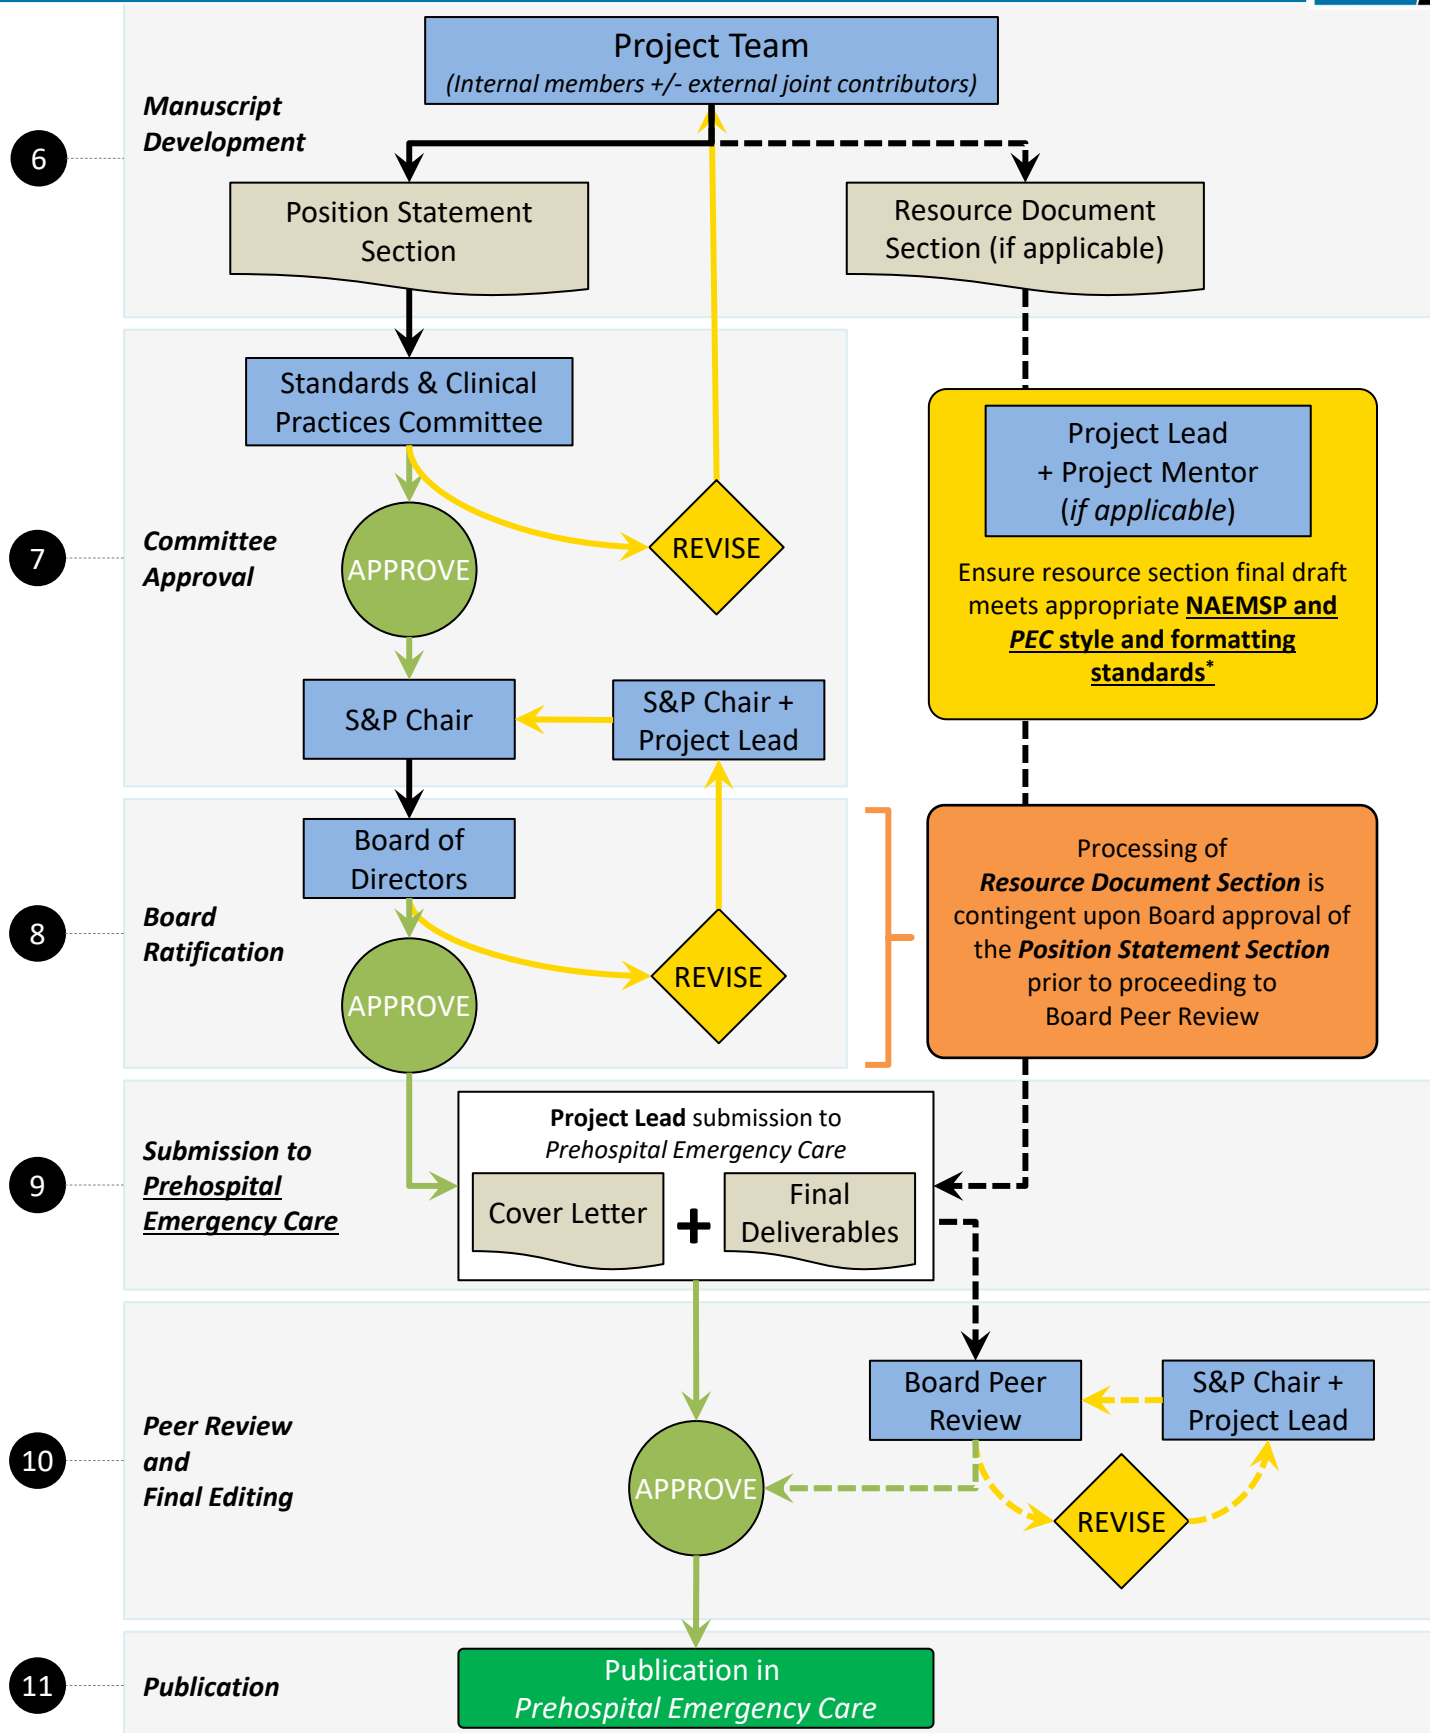 Project Team
(Internal members +/- external joint contributors)
6
Manuscript
Development
Position Statement
Section
Resource Document
Section (if applicable)
Standards & Clinical
Practices Committee
Project Lead
+ Project Mentor
(if applicable)
Ensure resource section final draft
meets appropriate NAEMSP and
PEC style and formatting
standards*
7
Committee
Approval
APPROVE
REVISE
S&P Chair
S&P Chair +
Project Lead
8
Board
Ratification
Board of
Directors
APPROVE
REVISE
Processing of
Resource Document Section is
contingent upon Board approval of
the Position Statement Section
prior to proceeding to
Board Peer Review
9
Submission to
Prehospital
Emergency Care
Project Lead submission to
Prehospital Emergency Care
Cover Letter
+
Final
Deliverables
10
Peer Review
and
Final Editing
Board Peer
Review
S&P Chair +
Project Lead
APPROVE
REVISE
11
Publication
Publication in
Prehospital Emergency Care